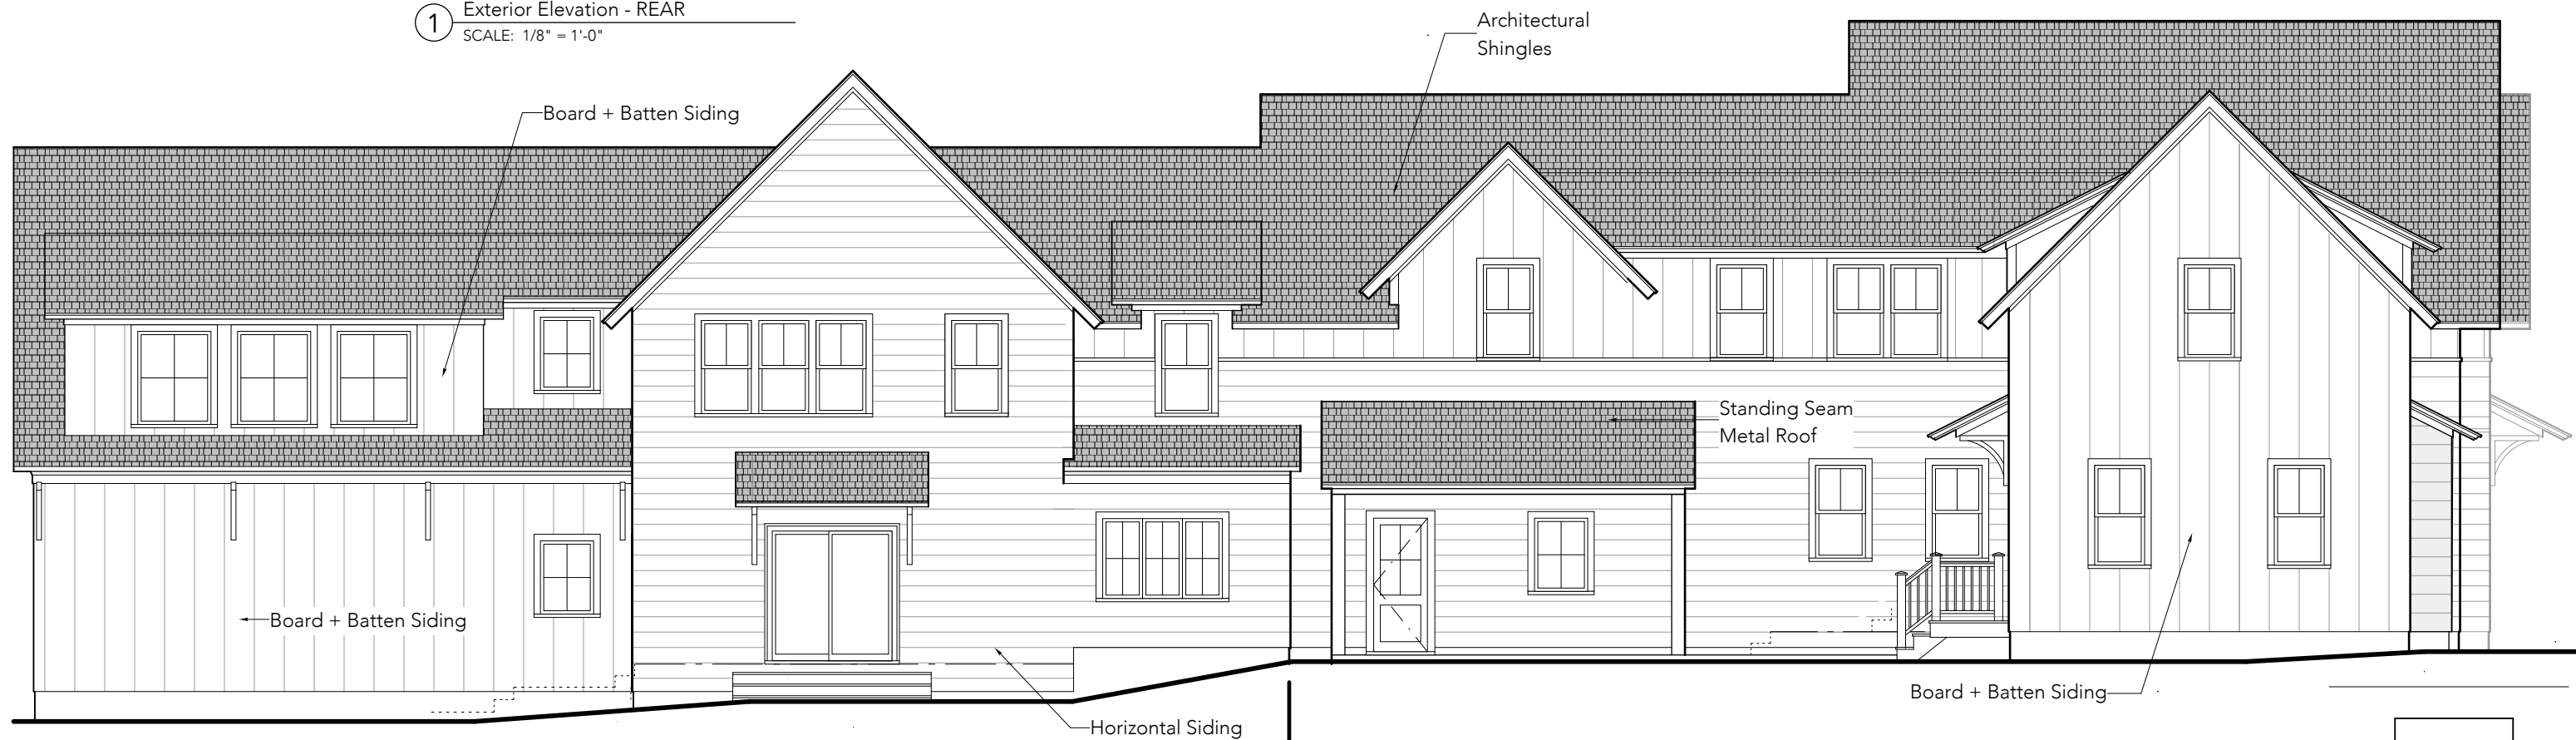 1
Exterior Elevation - REAR
SCALE: 1/8" = 1'-0"
Architectural
Shingles
Board + Batten Siding
Standing Seam
Metal Roof
Board + Batten Siding
Board + Batten Siding
Horizontal Siding